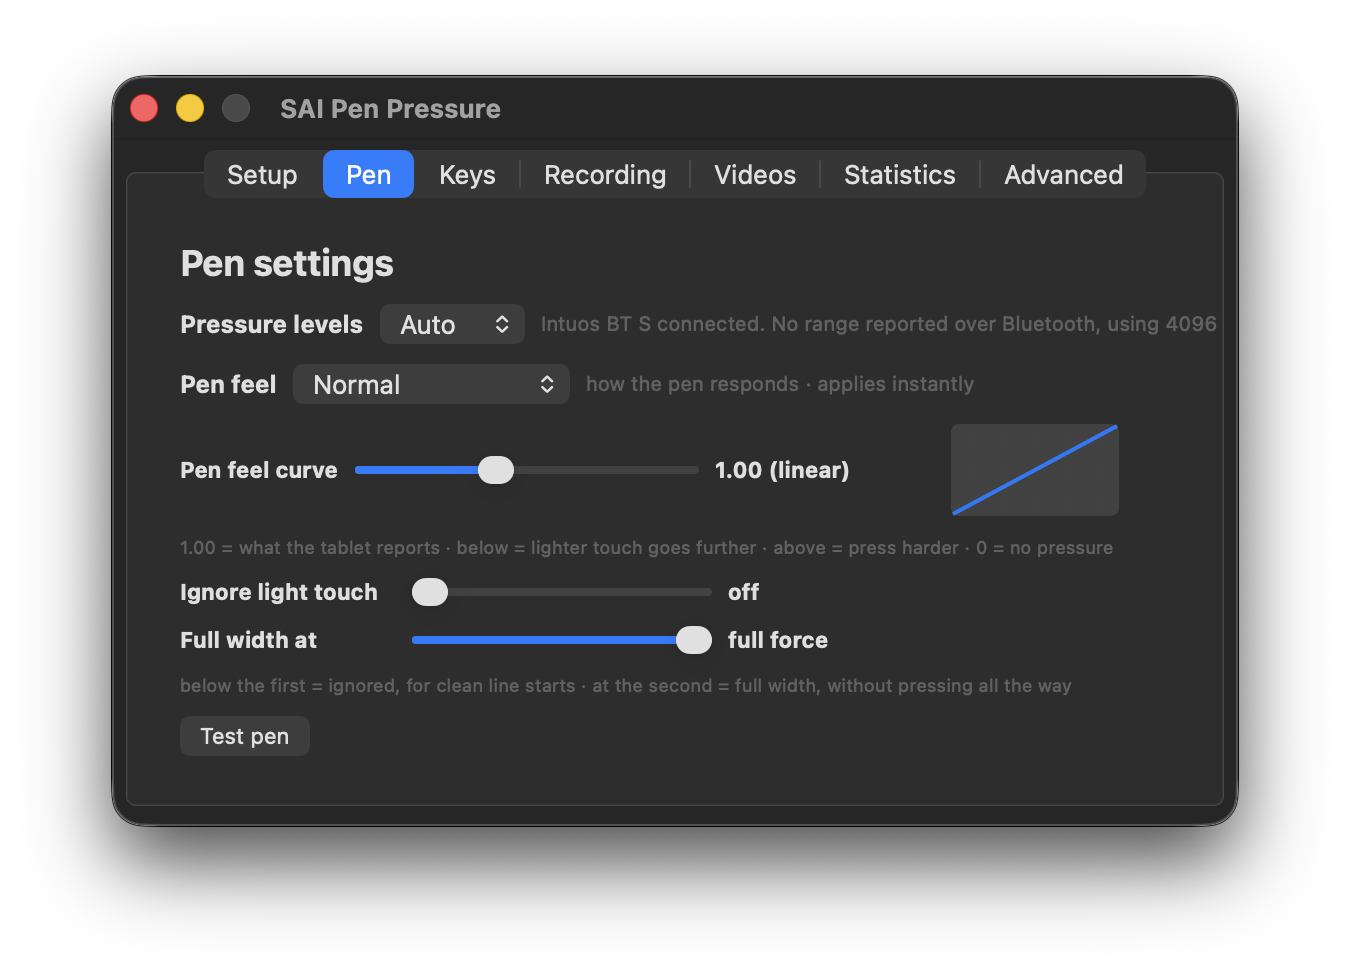 SAI Pen Pressure
Setup Pen Keys Recording Videos Statistics Advanced
Pen settings
Pressure levels Auto Intuos BT S connected. No range reported over Bluetooth, using 4096
Pen feel Normal how the pen responds · applies instantly
Pen feel curve 1.00 (linear)
1.00 = what the tablet reports · below = lighter touch goes further · above = press harder · 0 = no pressure
Ignore light touch off
Full width at full force
below the first = ignored, for clean line starts · at the second = full width, without pressing all the way
Test pen